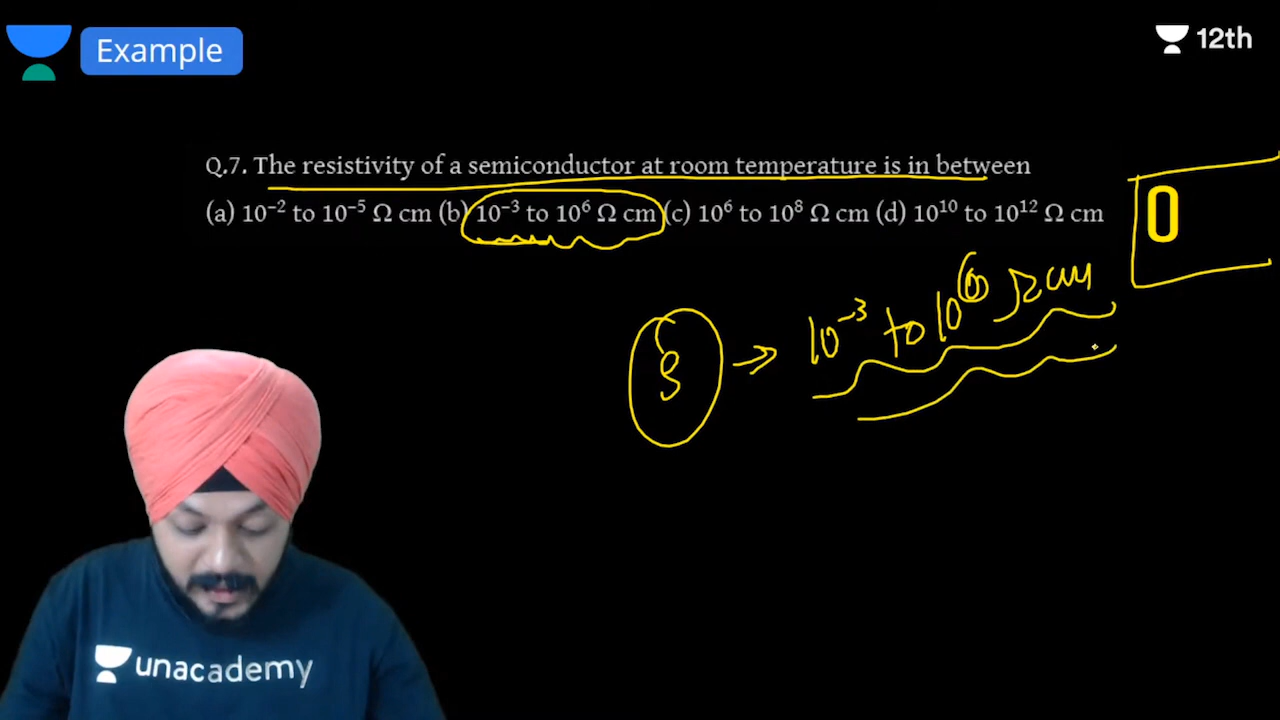 Example
12th
Q.7. The resistivity of a semiconductor at room temperature is in between
(a) 10⁻² to 10⁻⁵ Ω cm (b) 10⁻³ to 10⁶ Ω cm (c) 10⁶ to 10⁸ Ω cm (d) 10¹⁰ to 10¹² Ω cm
0
→ 10⁻³ to 10⁶ Ω cm
unacademy